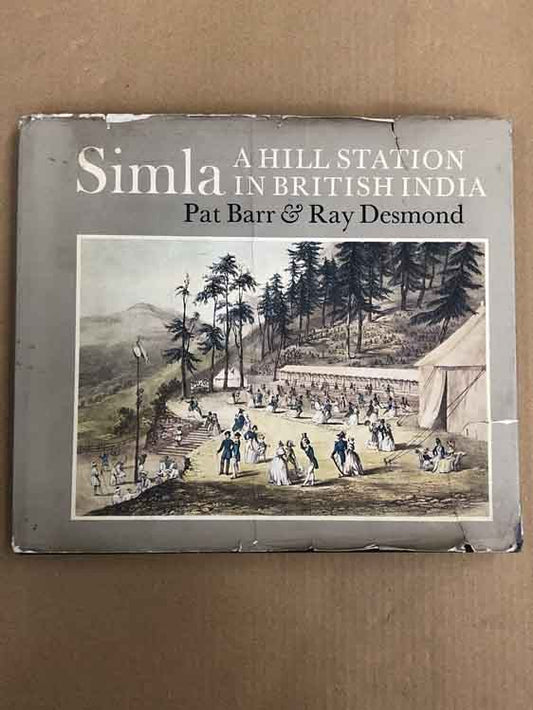 Simla A HILL STATION
IN BRITISH INDIA
Pat Barr & Ray Desmond